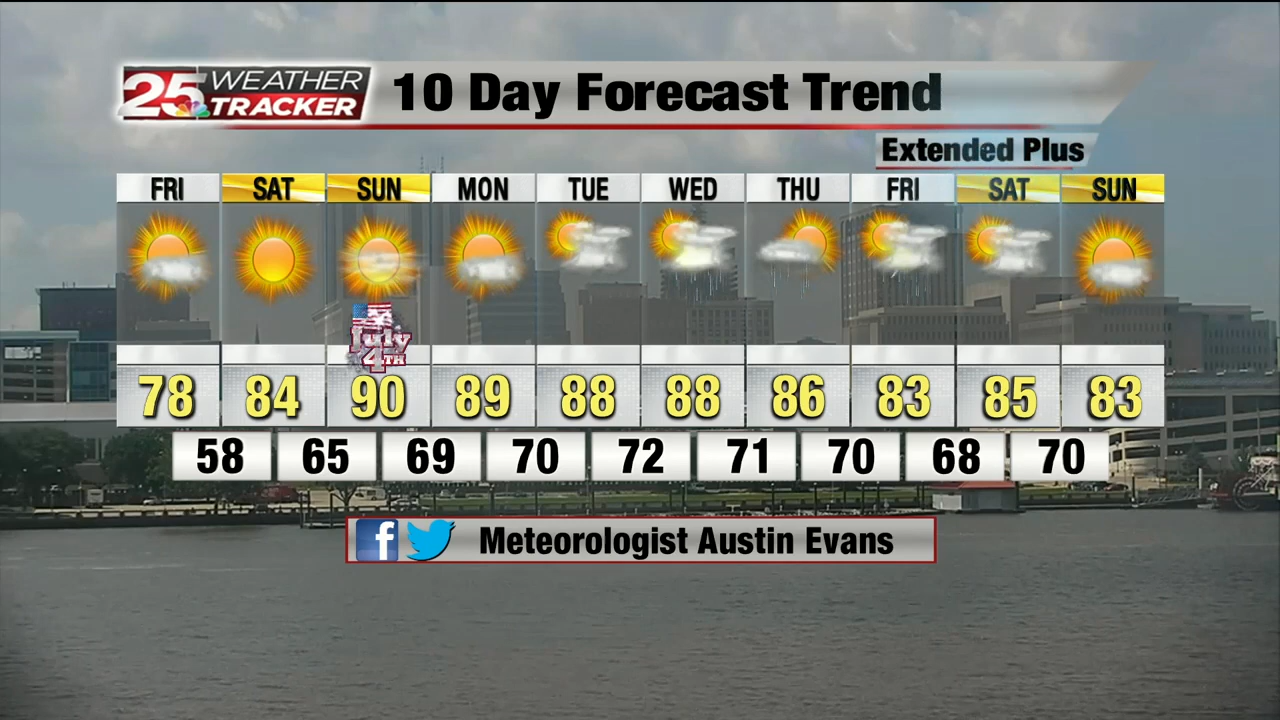 25 WEATHER
TRACKER
10 Day Forecast Trend
Extended Plus
FRI SAT SUN MON TUE WED THU FRI SAT SUN
July
4TH
78 84 90 89 88 88 86 83 85 83
58 65 69 70 72 71 70 68 70
f Meteorologist Austin Evans